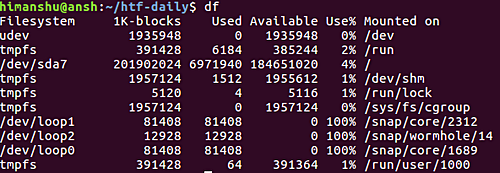 himanshu@ansh:~/htf-daily$ df
Filesystem     1K-blocks    Used Available Use% Mounted on
udev             1935948       0   1935948   0% /dev
tmpfs             391428    6184    385244   2% /run
/dev/sda7      201902024 6971940 184651020   4% /
tmpfs            1957124    1512   1955612   1% /dev/shm
tmpfs               5120       4      5116   1% /run/lock
tmpfs            1957124       0   1957124   0% /sys/fs/cgroup
/dev/loop1         81408   81408         0 100% /snap/core/2312
/dev/loop2         12928   12928         0 100% /snap/wormhole/14
/dev/loop0         81408   81408         0 100% /snap/core/1689
tmpfs             391428      64    391364   1% /run/user/1000